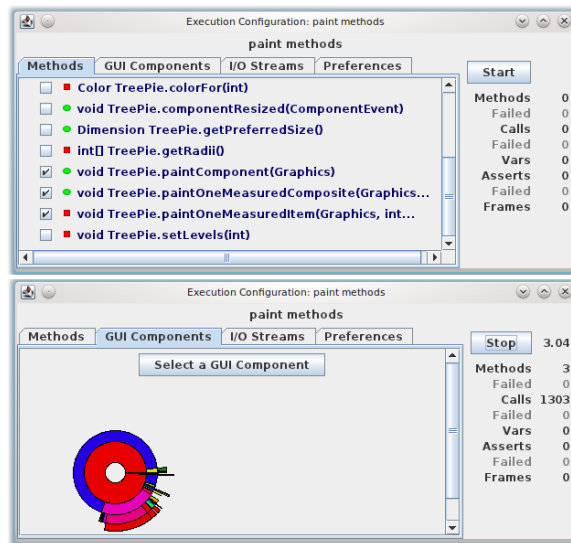 Execution Configuration: paint methods
paint methods
Methods GUI Components I/O Streams Preferences
Start
Color TreePie.colorFor(int)
void TreePie.componentResized(ComponentEvent)
Dimension TreePie.getPreferredSize()
int[] TreePie.getRadii()
void TreePie.paintComponent(Graphics)
void TreePie.paintOneMeasuredComposite(Graphics...
void TreePie.paintOneMeasuredItem(Graphics, int...
void TreePie.setLevels(int)
Methods 0
Failed 0
Calls 0
Failed 0
Vars 0
Asserts 0
Failed 0
Frames 0
Execution Configuration: paint methods
paint methods
Methods GUI Components I/O Streams Preferences
Select a GUI Component
Stop 3.04
Methods 3
Failed 0
Calls 1303
Failed 0
Vars 0
Asserts 0
Failed 0
Frames 0